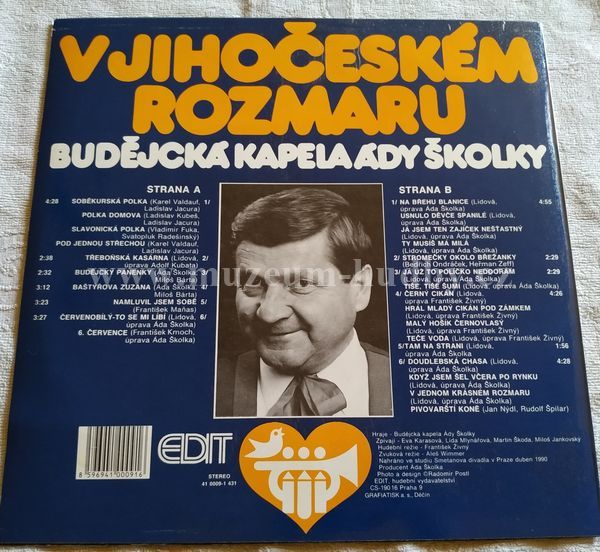 V JIHOČESKÉM
ROZMARU
BUDĚJCKÁ KAPELA ÁDY ŠKOLKY
STRANA A
4:28 SOBĚKURSKÁ POLKA (Karel Valdauf, 1/
Ladislav Jacura)
POLKA DOMOVA (Ladislav Kubeš,
Ladislav Jacura)
SLAVONICKÁ POLKA (Vladimír Fuka,
Svatopluk Radešínský)
POD JEDNOU STŘECHOU (Karel Valdauf,
Ladislav Jacura)
2:38 TŘEBOŇSKÁ KASÁRNA (Lidová, 2/
úprava Adolf Kubata)
2:32 BUDĚJCKÝ PANENKY (Áda Školka, 3/
Miloš Bárta)
3:12 BAŠTÝŘOVA ZUZANA (Áda Školka, 4/
Miloš Bárta)
3:23 NAMLUVIL JSEM SOBĚ 5/
(František Maňas)
3:27 ČERVENOBÍLÝ-TO SE MI LÍBÍ (Lidová, 6/
úprava Áda Školka)
6. ČERVENCE (František Kmoch,
úprava Áda Školka)
STRANA B
1/ NA BŘEHU BLANICE (Lidová, 4:55
úprava Áda Školka)
USNULO DĚVČE SPANILÉ (Lidová,
úprava Áda Školka)
JÁ JSEM TEN ZAJÍČEK NEŠŤASTNÝ
(Lidová, úprava Áda Školka)
TY MUSÍŠ MÁ MILÁ
(Lidová, úprava Áda Školka)
2/ STROMEČKY OKOLO BŘEZANKY 2:29
(Bedřich Ondráček, Heřman Zeff)
3/ JÁ UŽ TO POLÍČKO NEDOORÁM 2:29
(Lidová, úprava Áda Školka)
TIŠE, TIŠE ŠUMÍ (Lidová, úprava Áda Školka)
4/ ČERNÝ CIKÁN (Lidová, 4:26
úprava František Živný)
HRÁL MLADÝ CIKÁN POD ZÁMKEM
(Lidová, úprava František Živný)
MALÝ HOŠÍK ČERNOVLASÝ
(Lidová, úprava František Živný)
TEČE VODA (Lidová,
úprava František Živný)
5/ TAM NA STRÁNI (Lidová, 1:56
úprava František Živný)
6/ DOUDLEBSKÁ CHASA (Lidová, 4:28
úprava Áda Školka)
KDYŽ JSEM ŠEL VČERA PO RYNKU
(Lidová, úprava Áda Školka)
V JEDNOM KRÁSNÉM ROZMARU
(Lidová, úprava Áda Školka)
PIVOVARŠTÍ KONĚ (Jan Nýdl, Rudolf Špilar)
8 596941 000916
EDIT
STEREO
41 0009-1 431
Hraje - Budějcká kapela Ády Školky
Zpívají - Eva Karasová, Lída Mlynářová, Martin Škoda, Miloš Jankovský
Hudební režie - František Živný
Zvuková režie - Aleš Wimmer
Nahráno ve studiu Smetanova divadla v Praze duben 1990
Producent Áda Školka
Photo a design ©Radomír Postl
EDIT, hudební vydavatelství
CS-190 16 Praha 9
GRAFIATISK a. s., Děčín